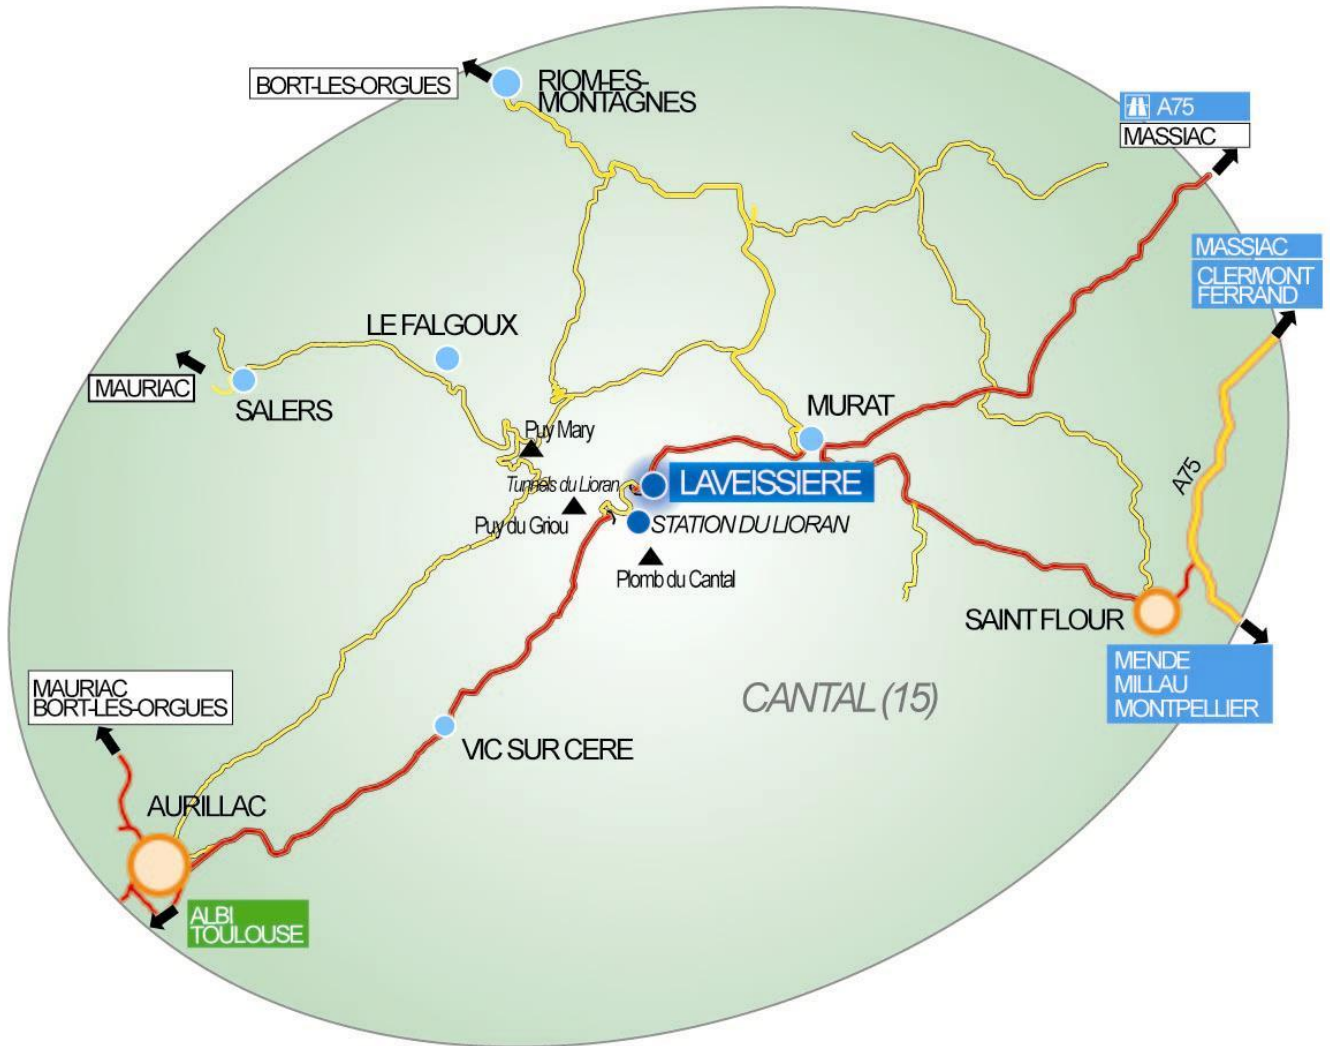 BORT-LES-ORGUES
RIOM-ES-
MONTAGNES
A75
MASSIAC
MASSIAC
CLERMONT
FERRAND
LE FALGOUX
MAURIAC
SALERS
MURAT
Puy Mary
A75
Tunnels du Lioran
LAVEISSIERE
Puy du Griou
STATION DU LIORAN
Plomb du Cantal
SAINT FLOUR
MENDE
MILLAU
MONTPELLIER
MAURIAC
BORT-LES-ORGUES
CANTAL (15)
VIC SUR CERE
AURILLAC
ALBI
TOULOUSE